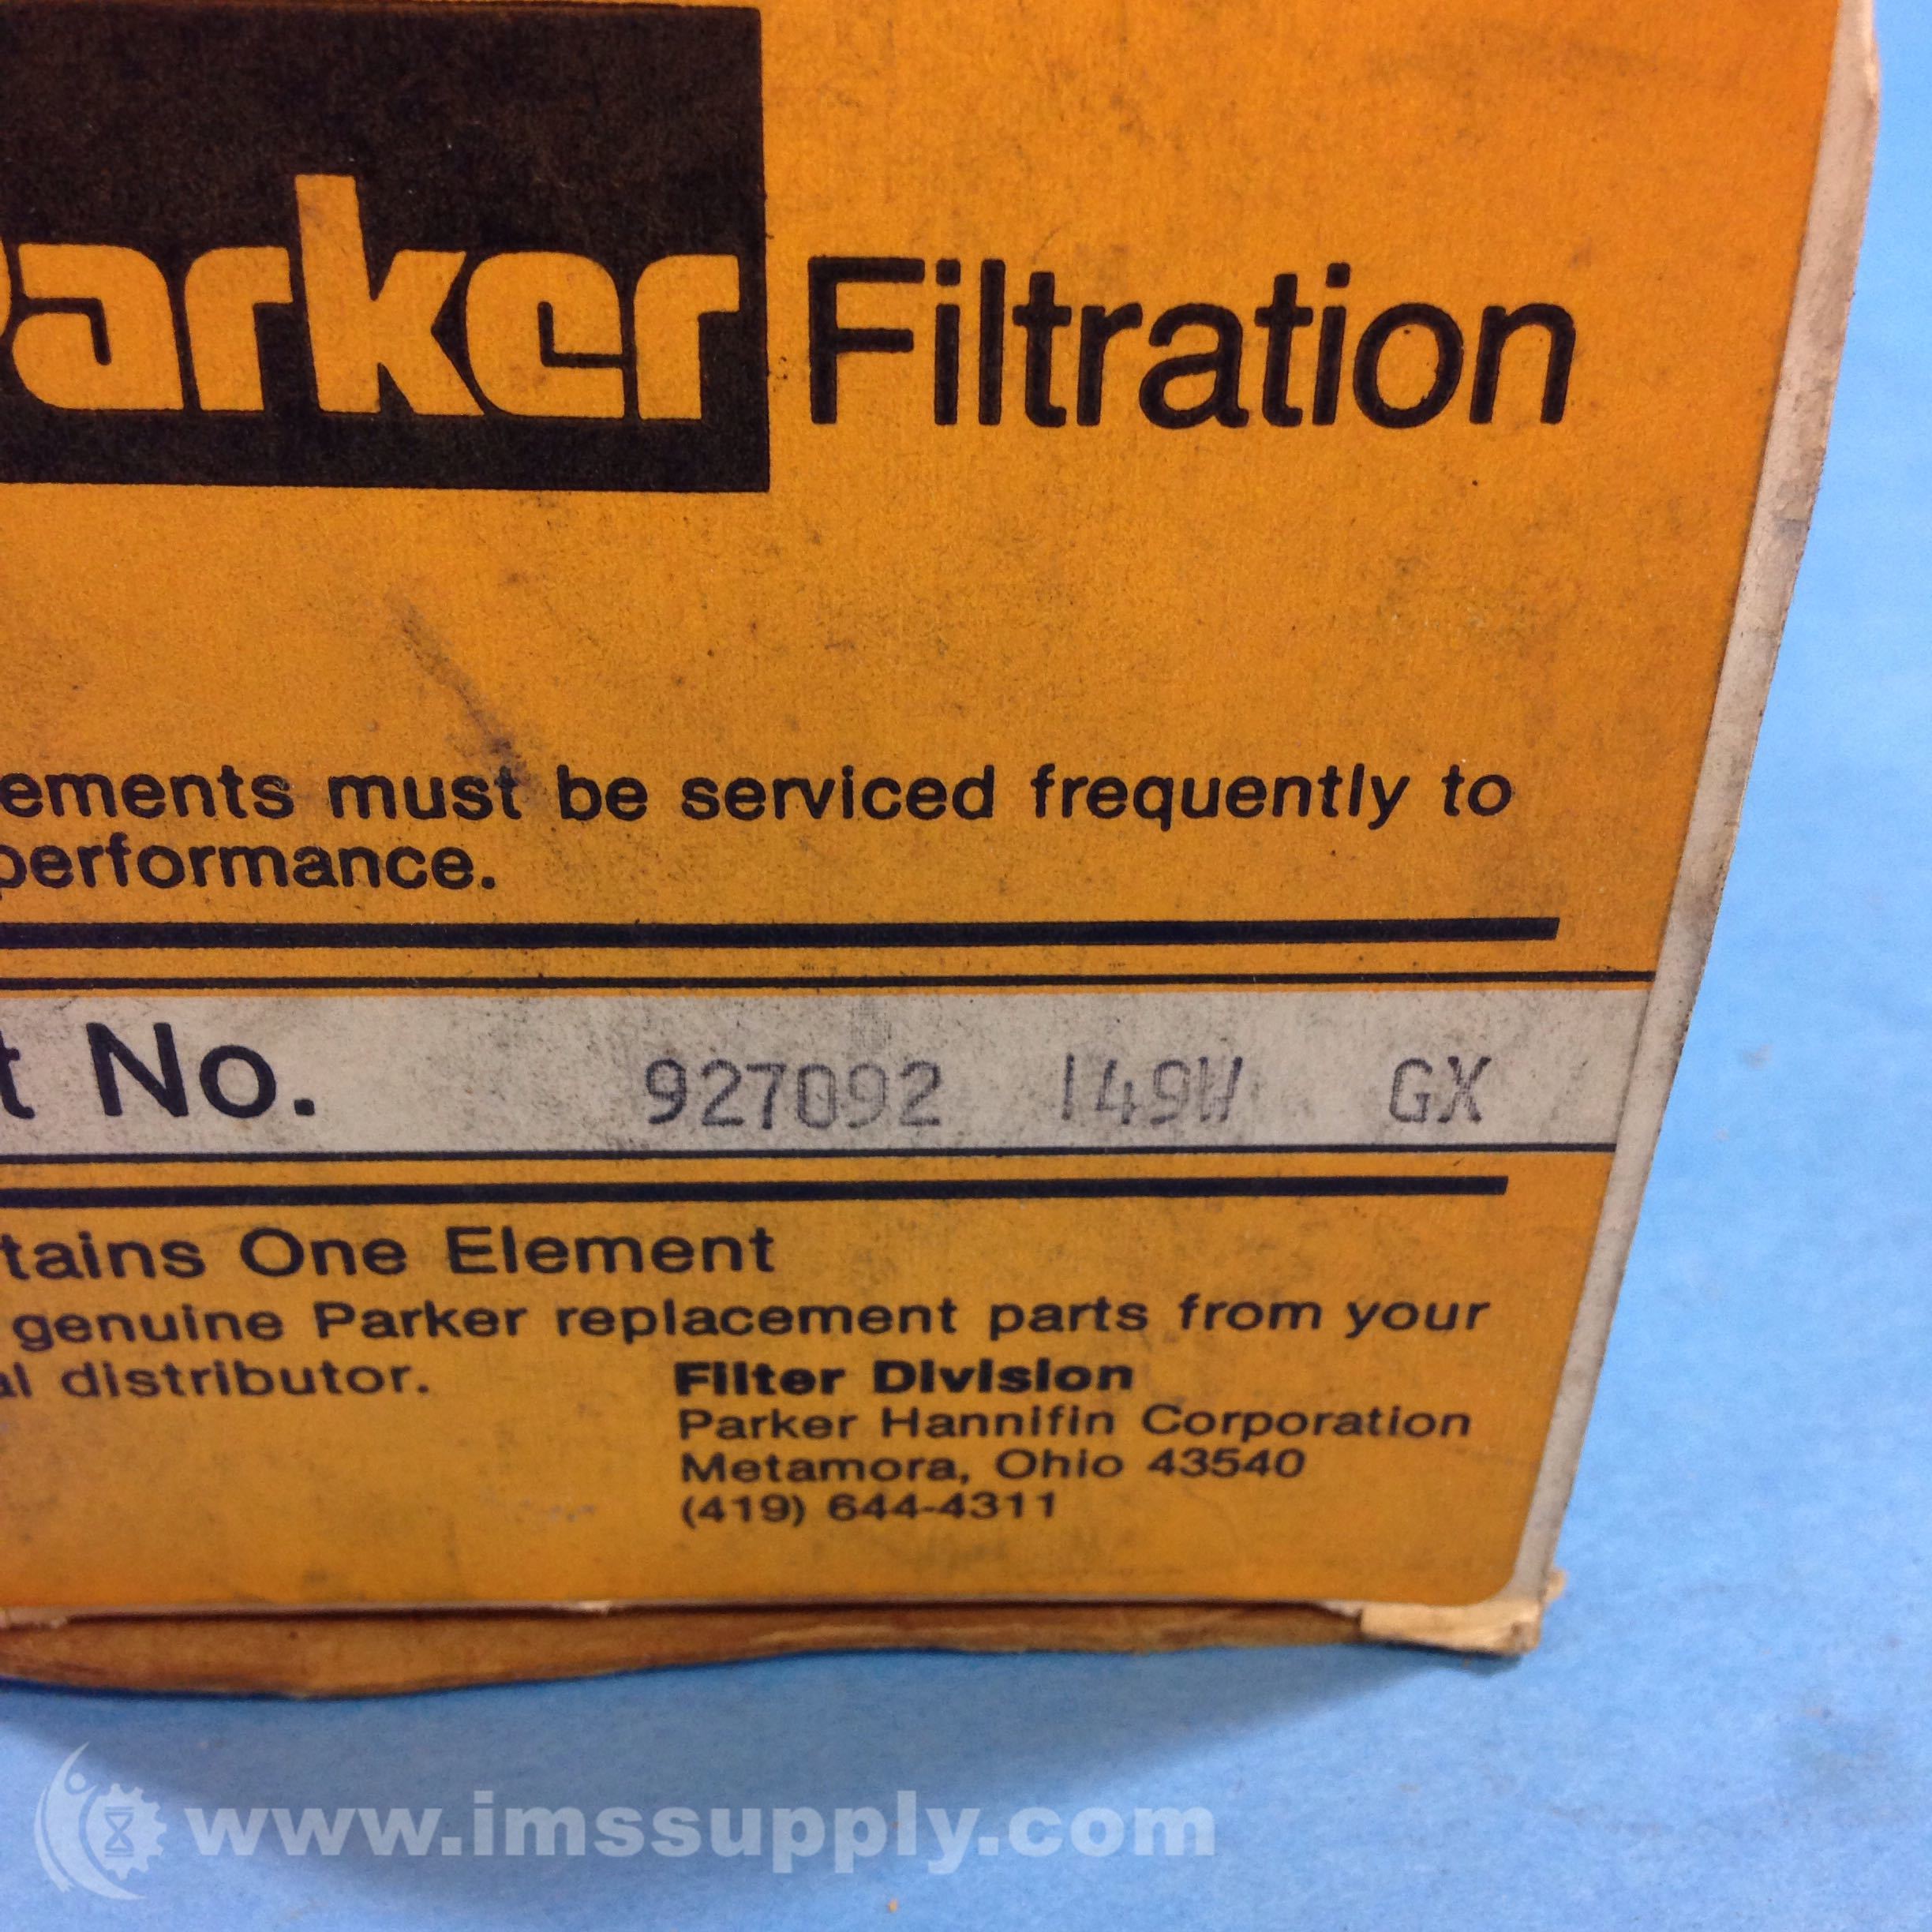 Parker Filtration
ements must be serviced frequently to
performance.
t No. 927092 149W GX
tains One Element
genuine Parker replacement parts from your
al distributor.
Filter Division
Parker Hannifin Corporation
Metamora, Ohio 43540
(419) 644-4311
www.imssupply.com